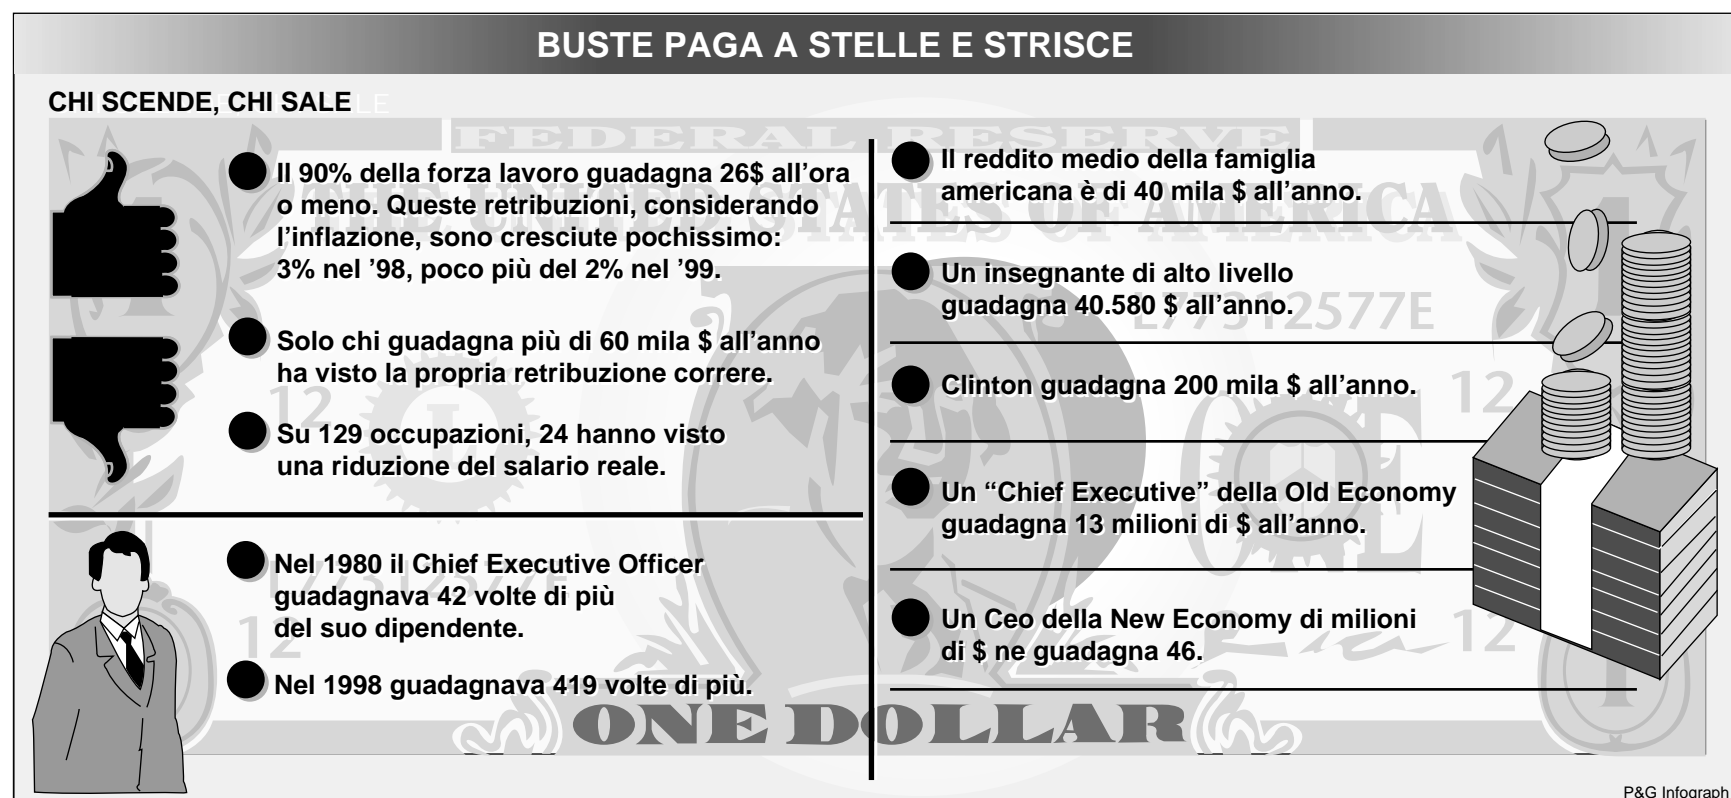 BUSTE PAGA A STELLE E STRISCE
CHI SCENDE, CHI SALE
Il 90% della forza lavoro guadagna 26$ all’ora
o meno. Queste retribuzioni, considerando
l’inflazione, sono cresciute pochissimo:
3% nel ’98, poco più del 2% nel ’99.
Solo chi guadagna più di 60 mila $ all’anno
ha visto la propria retribuzione correre.
Su 129 occupazioni, 24 hanno visto
una riduzione del salario reale.
Nel 1980 il Chief Executive Officer
guadagnava 42 volte di più
del suo dipendente.
Nel 1998 guadagnava 419 volte di più.
Il reddito medio della famiglia
americana è di 40 mila $ all’anno.
Un insegnante di alto livello
guadagna 40.580 $ all’anno.
Clinton guadagna 200 mila $ all’anno.
Un “Chief Executive” della Old Economy
guadagna 13 milioni di $ all’anno.
Un Ceo della New Economy di milioni
di $ ne guadagna 46.
FEDERAL RESERVE
THE UNITED STATES OF AMERICA
L77312577E
12
12
12
12
ONE
ONE DOLLAR
P&G Infograph